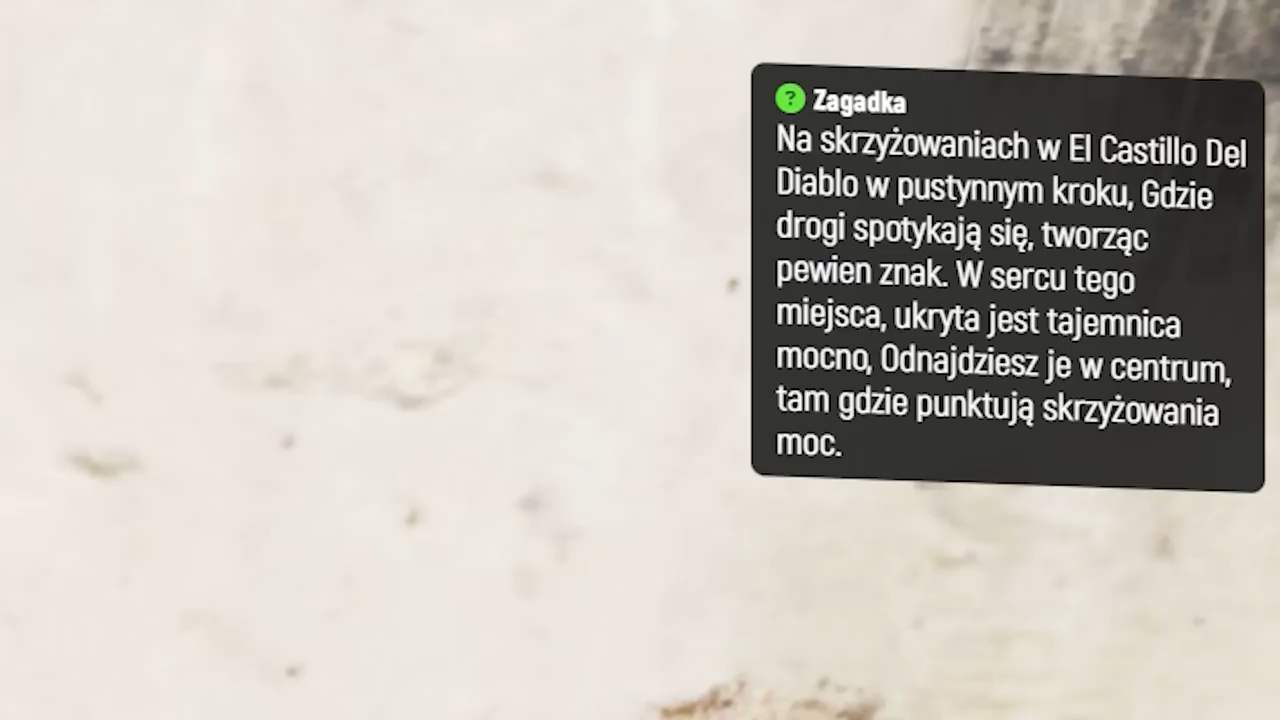 ? Zagadka
Na skrzyżowaniach w El Castillo Del
Diablo w pustynnym kroku, Gdzie
drogi spotykają się, tworząc
pewien znak. W sercu tego
miejsca, ukryta jest tajemnica
mocno, Odnajdziesz je w centrum,
tam gdzie punktują skrzyżowania
moc.